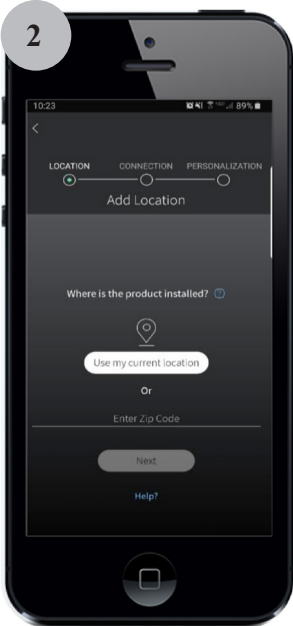 2
10:23 89%
LOCATION CONNECTION PERSONALIZATION
Add Location
Where is the product installed? ?
Use my current location
Or
Enter Zip Code
Next
Help?